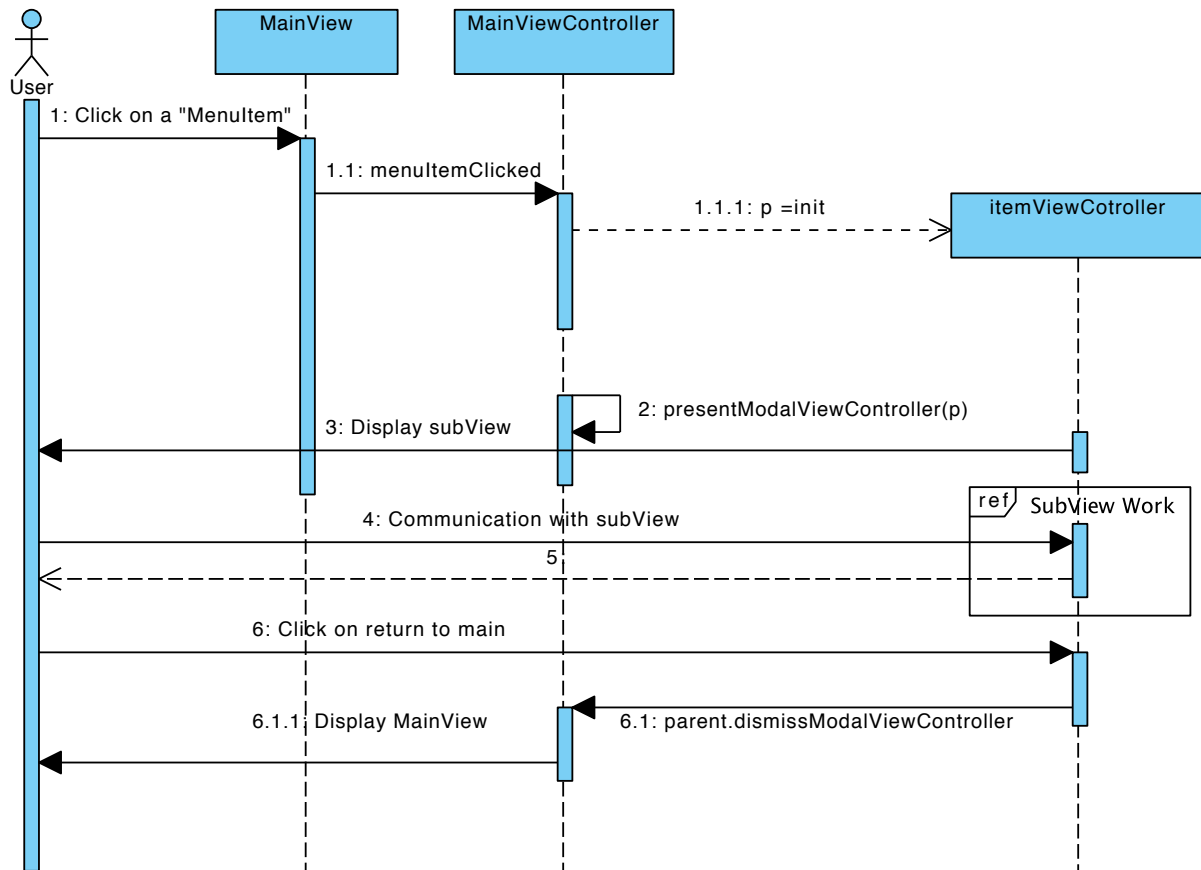 MainView
MainViewController
User
1: Click on a "MenuItem"
1.1: menuItemClicked
1.1.1: p =init
itemViewCotroller
2: presentModalViewController(p)
3: Display subView
ref
SubView Work
4: Communication with subView
5
6: Click on return to main
6.1.1: Display MainView
6.1: parent.dismissModalViewController